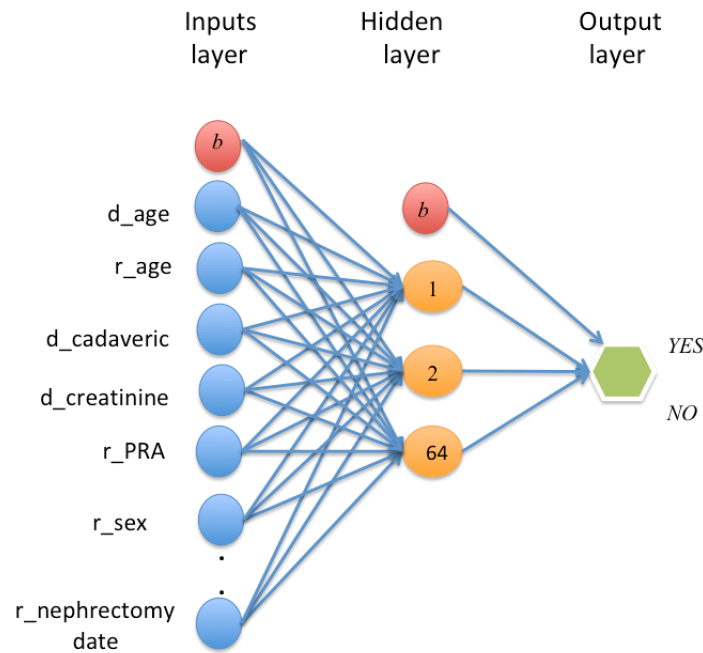 Inputs layer
Hidden layer
Output layer
b
d_age
b
r_age
1
d_cadaveric
YES
2
d_creatinine
NO
r_PRA
64
r_sex
.
.
r_nephrectomy
date